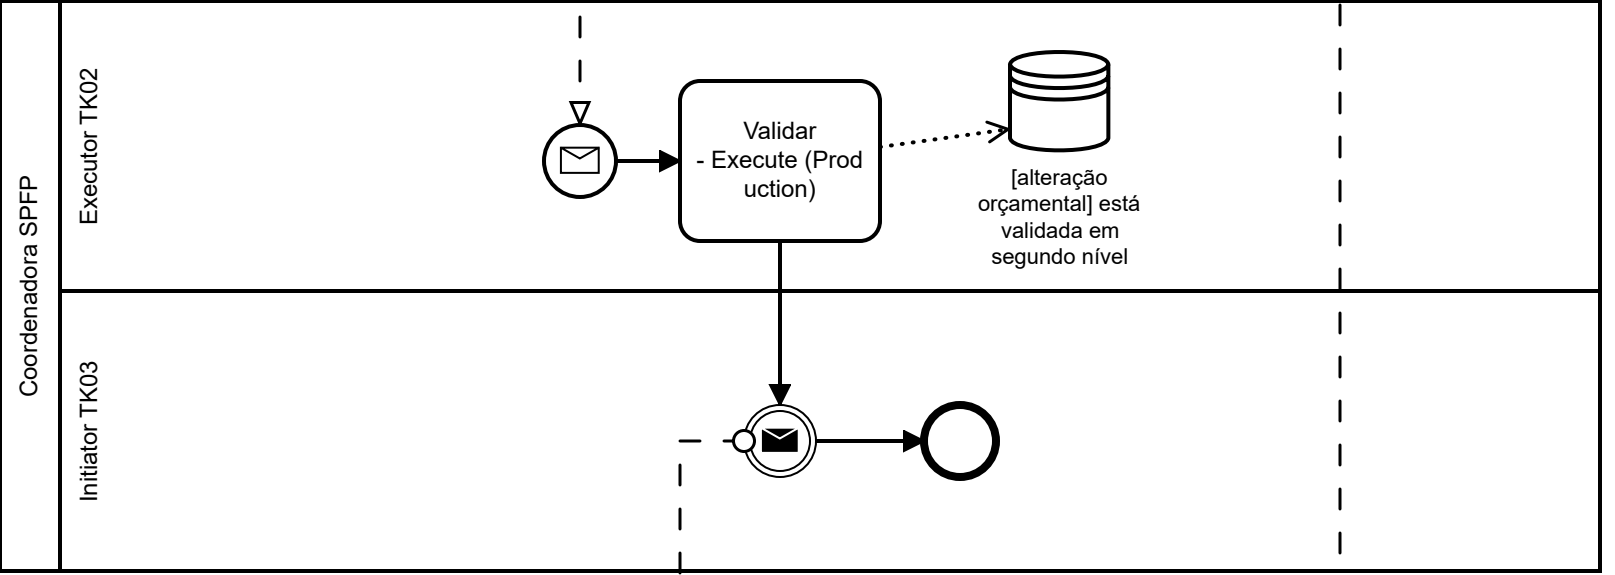 Coordenadora SPFP
Executor TK02
Validar
- Execute (Prod
uction)
[alteração
orçamental] está
validada em
segundo nível
Initiator TK03